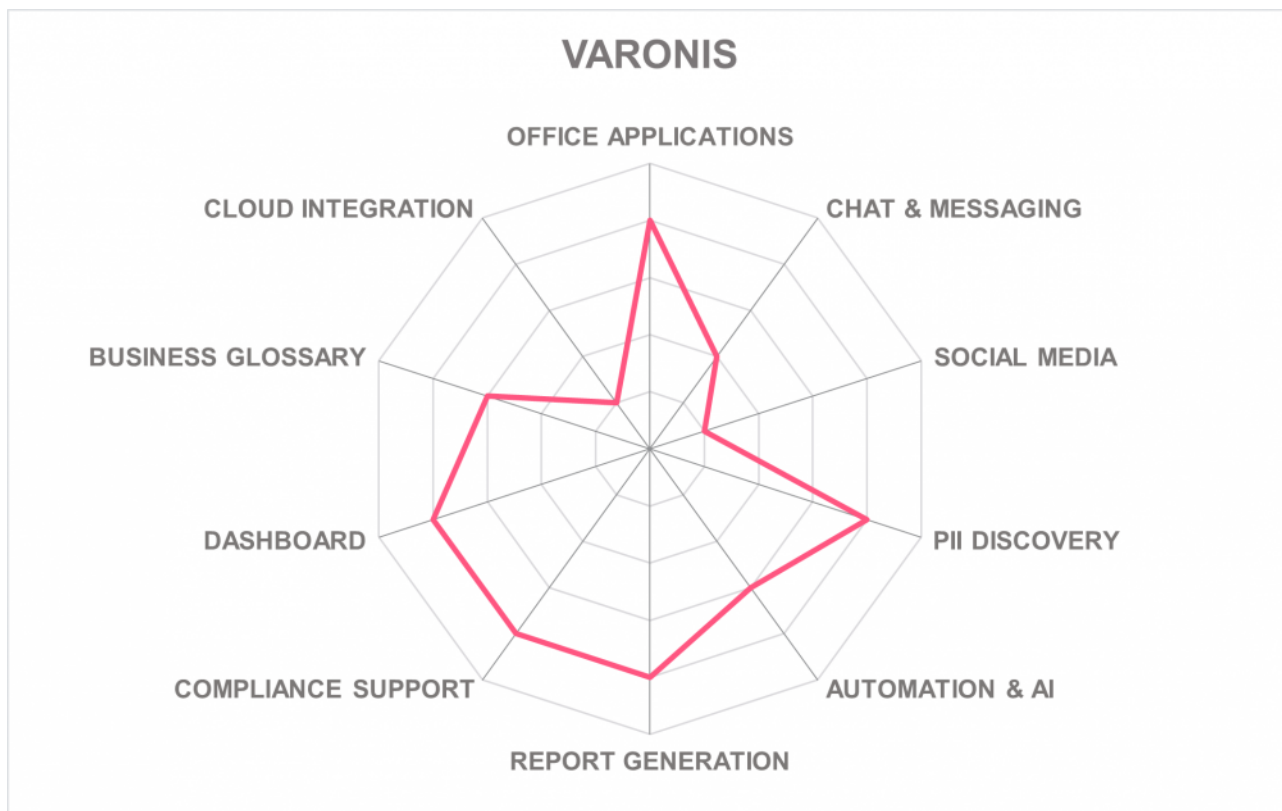 VARONIS
OFFICE APPLICATIONS
CLOUD INTEGRATION
CHAT & MESSAGING
BUSINESS GLOSSARY
SOCIAL MEDIA
DASHBOARD
PII DISCOVERY
COMPLIANCE SUPPORT
AUTOMATION & AI
REPORT GENERATION